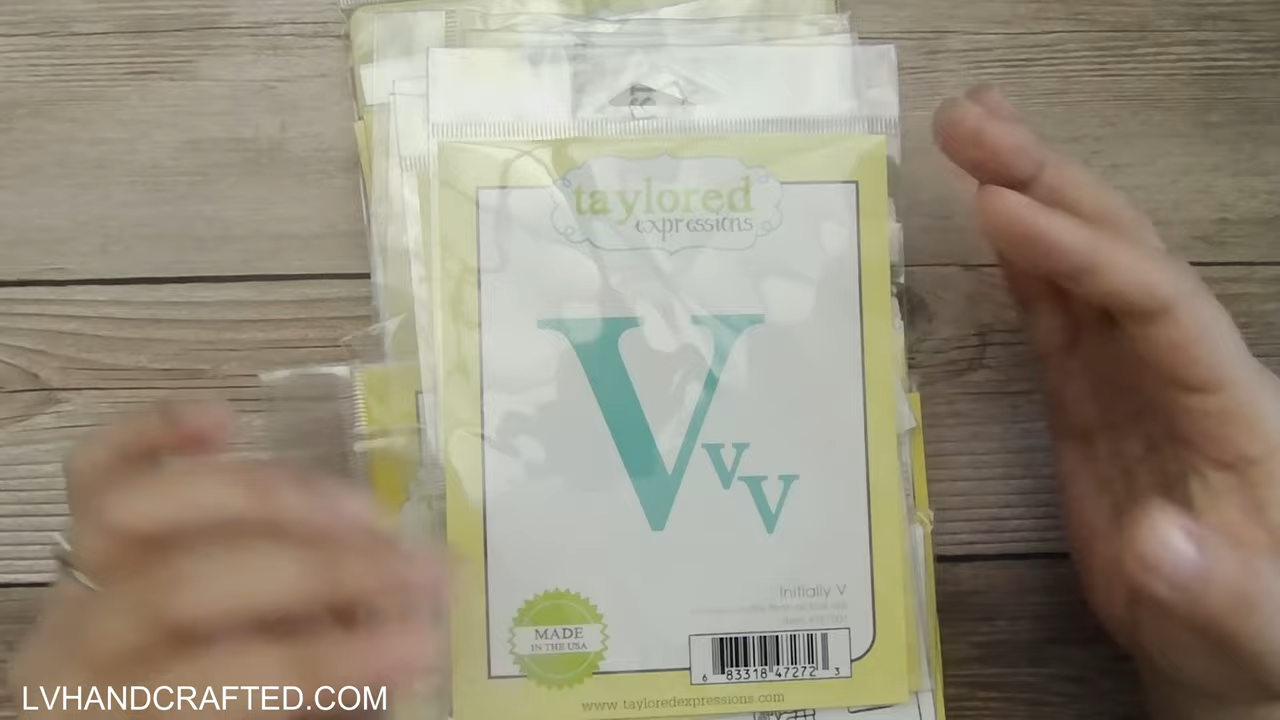 taylored
expressions
V
v
v
Initially V
MADE
IN THE USA
6 83318 47272 3
www.tayloredexpressions.com
LVHANDCRAFTED.COM